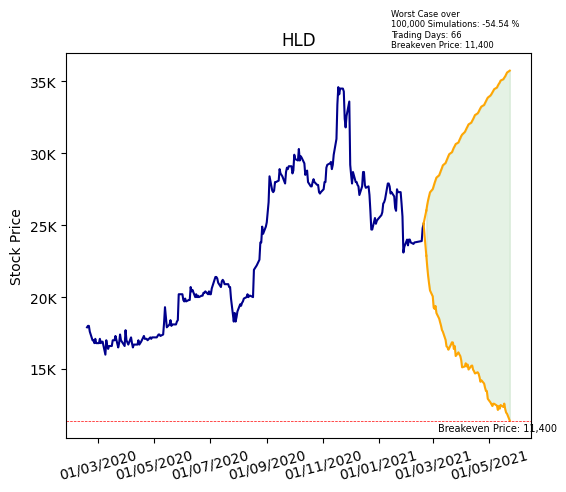 Worst Case over
100,000 Simulations: -54.54 %
Trading Days: 66
Breakeven Price: 11,400
HLD
35K
30K
25K
20K
15K
Stock Price
Breakeven Price: 11,400
01/03/2020 01/05/2020 01/07/2020 01/09/2020 01/11/2020 01/01/2021 01/03/2021 01/05/2021